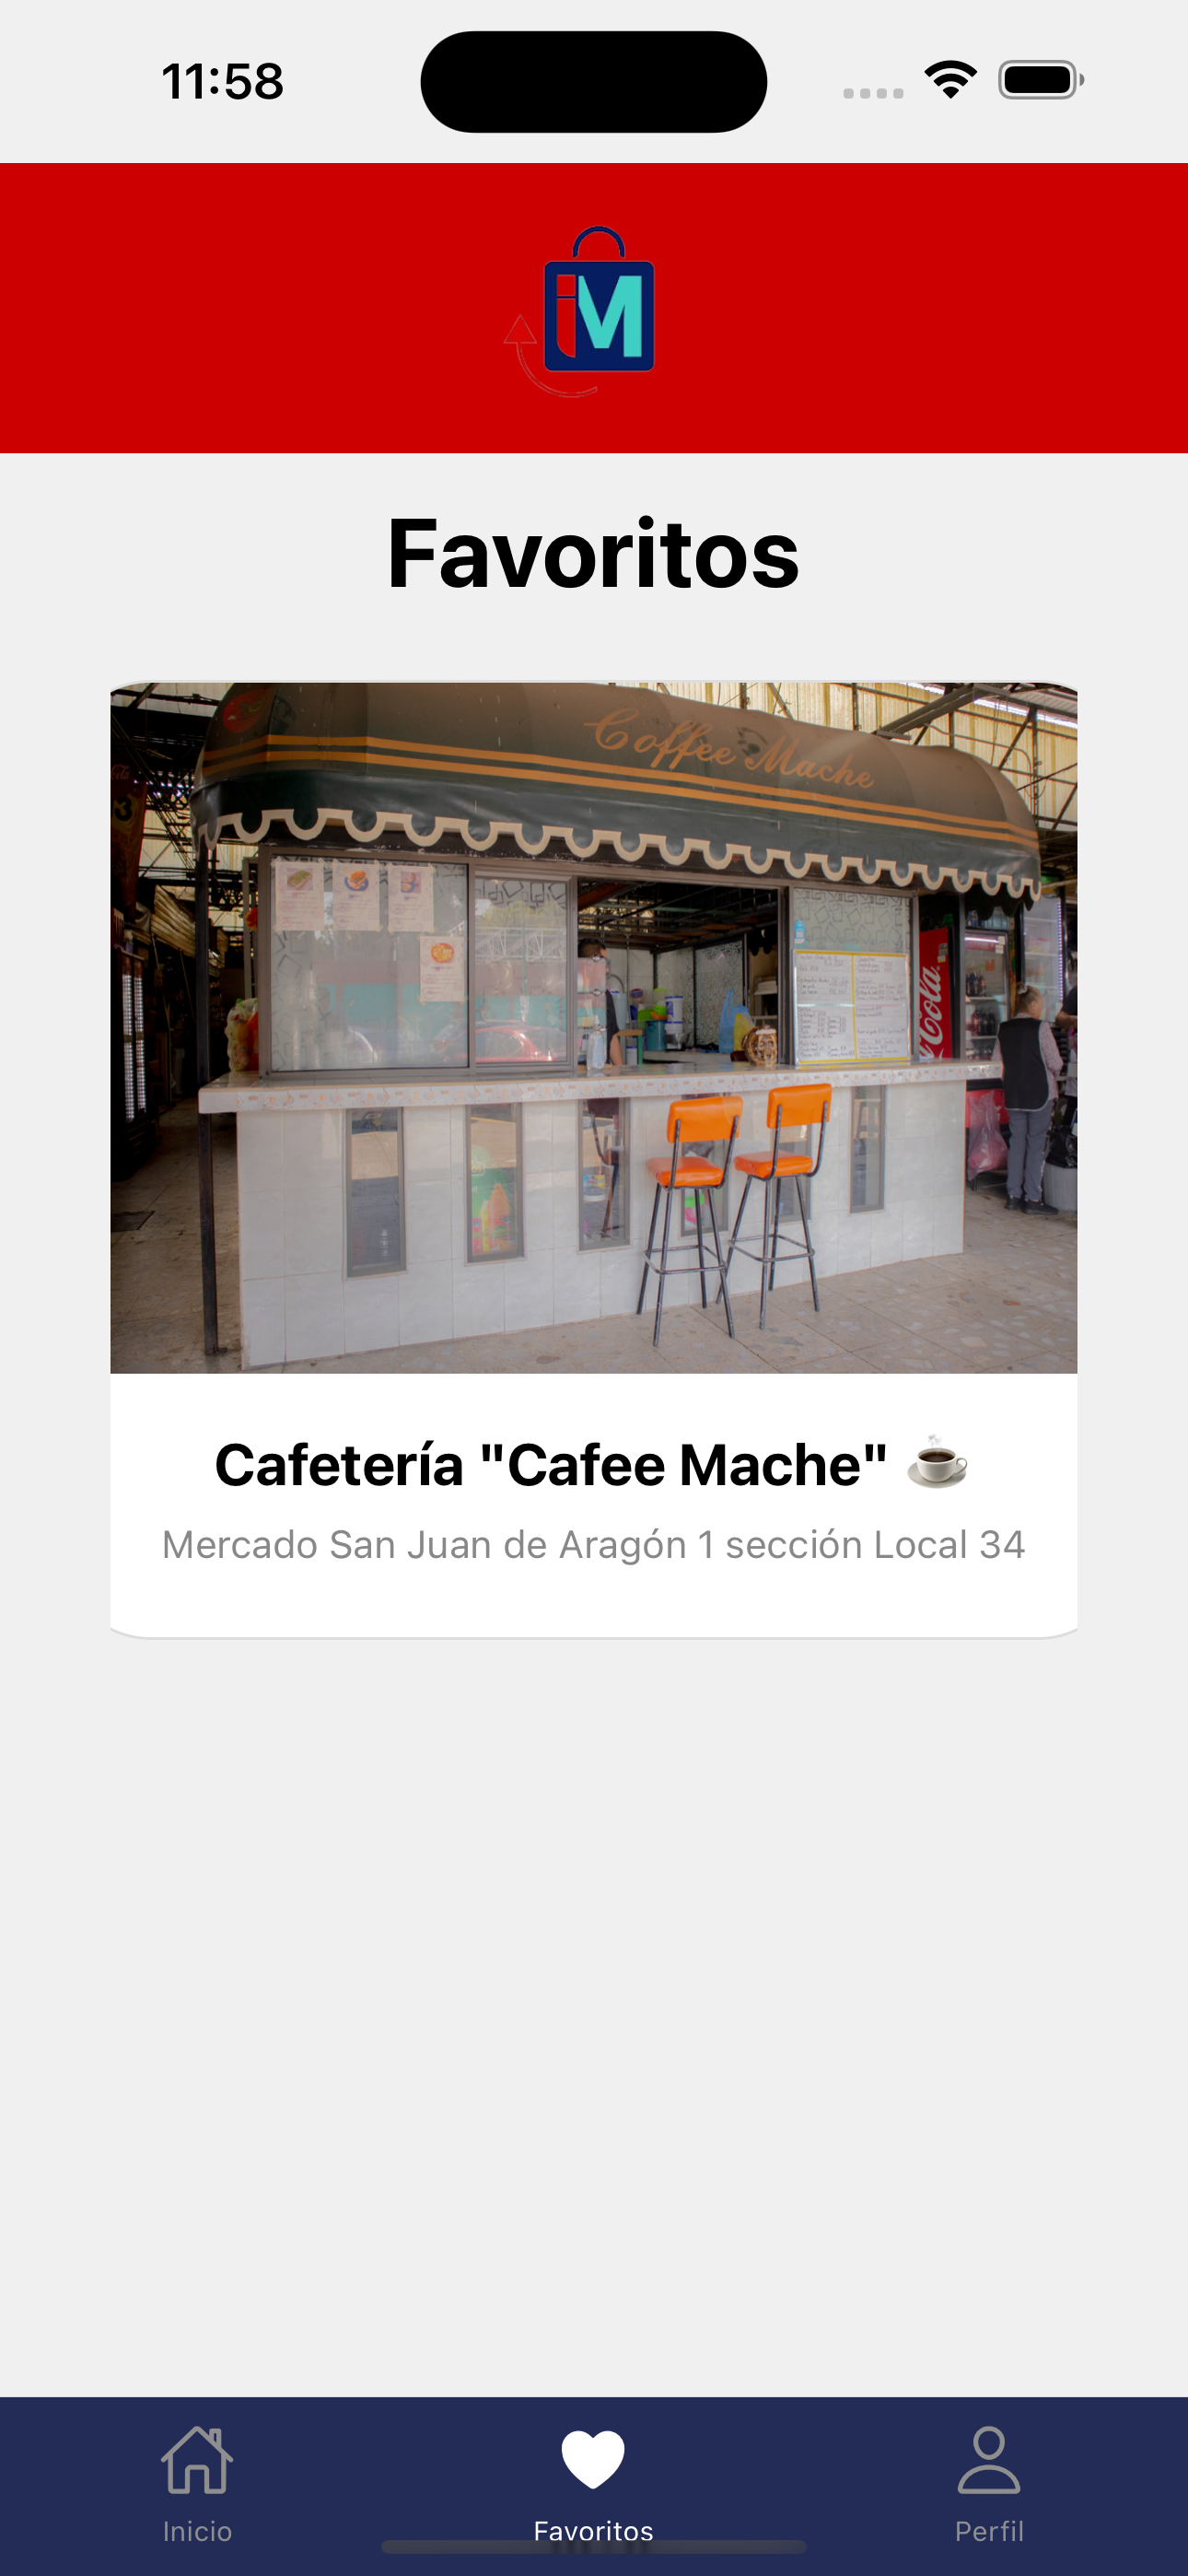 11:58
iM
Favoritos
Coffee Mache
Coca Cola
Cafetería "Cafee Mache" ☕
Mercado San Juan de Aragón 1 sección Local 34
Inicio
Favoritos
Perfil